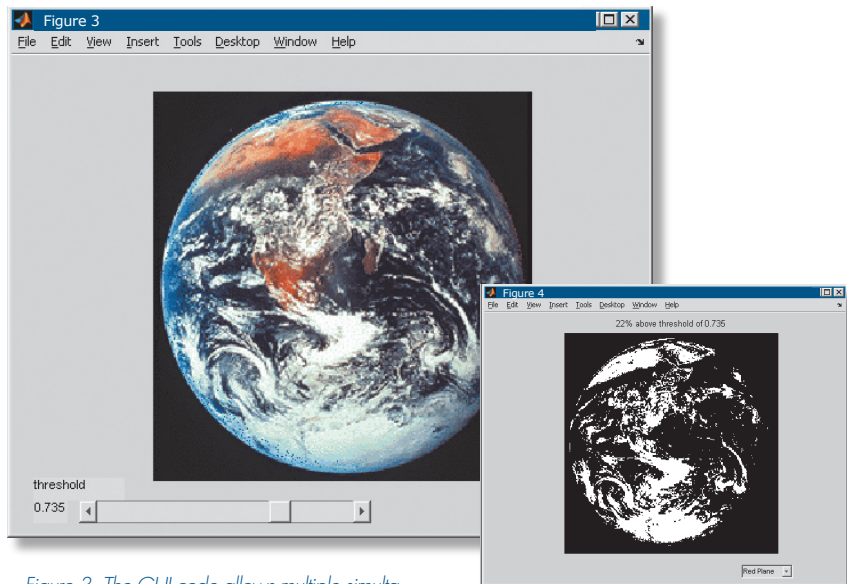 Figure 3
File Edit View Insert Tools Desktop Window Help
threshold
0.735
Figure 4
File Edit View Insert Tools Desktop Window Help
22% above threshold of 0.735
Red Plane
Figure 2. The GUI code allows multiple simulta-